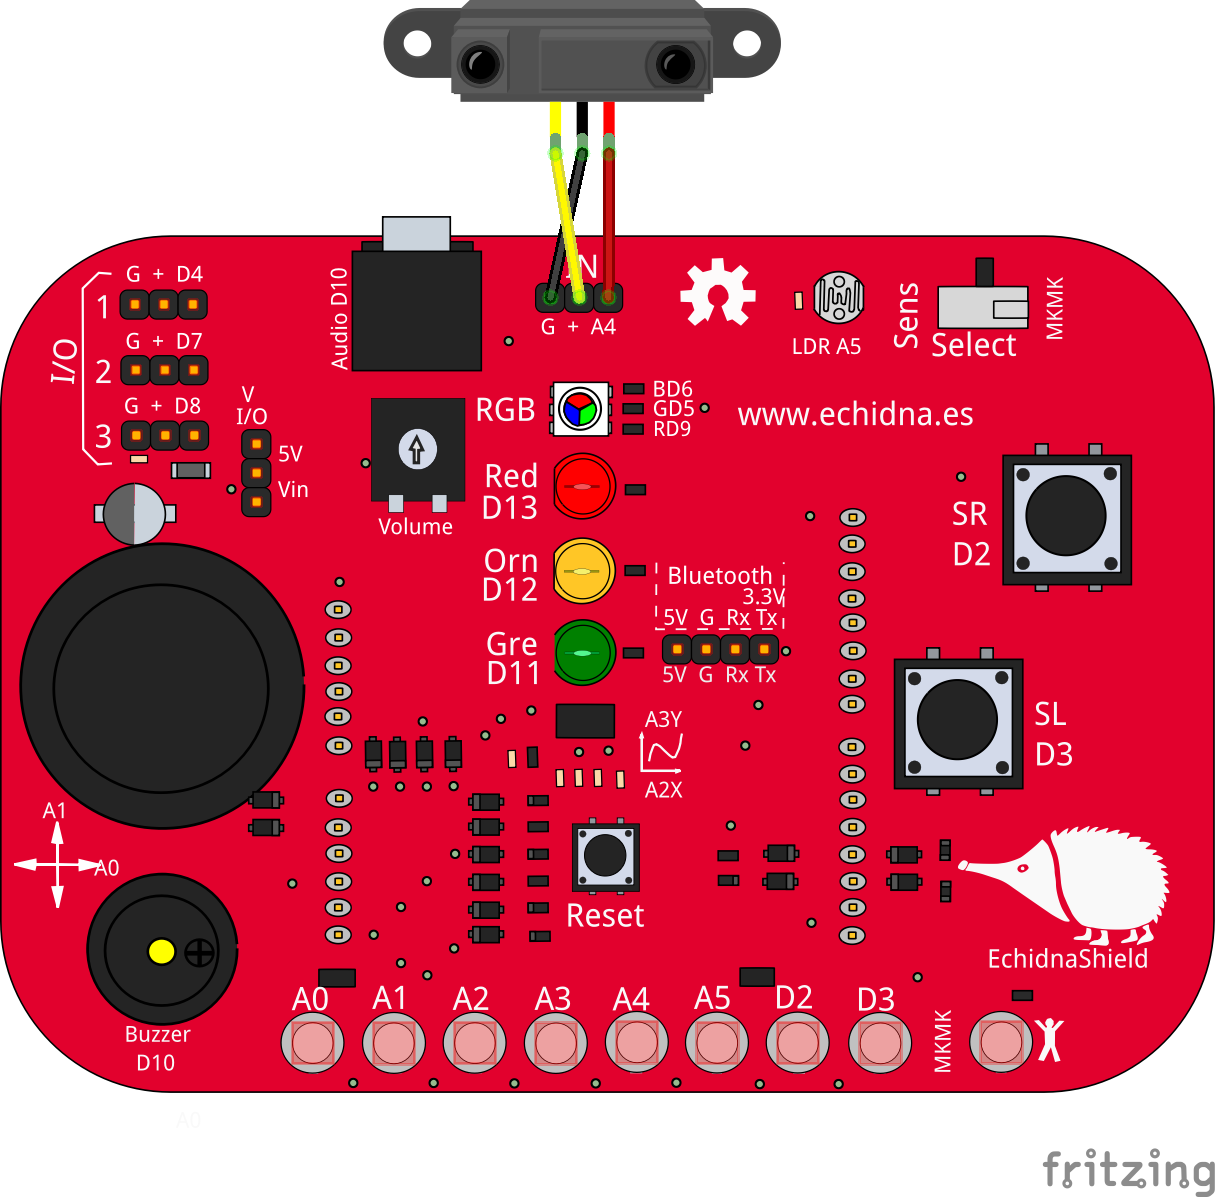 IN
G + A4
G + D4
1
G + D7
2
G + D8
3
I/O
V
I/O
5V
Vin
Audio D10
Volume
LDR A5
Sens
Select
MKMK
RGB
BD6
GD5
RD9
www.echidna.es
Red
D13
Orn
D12
Gre
D11
Bluetooth
3.3V
5V G Rx Tx
5V G Rx Tx
SR
D2
SL
D3
A3Y
A2X
A1
A0
Reset
EchidnaShield
Buzzer
D10
A0 A1 A2 A3 A4 A5 D2 D3
MKMK
A0
fritzing